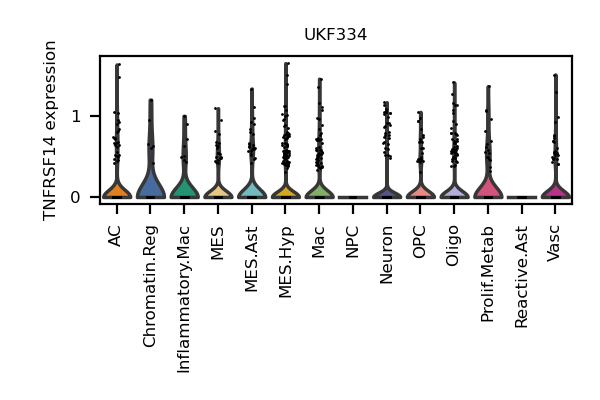 UKF334
TNFRSF14 expression
1
0
AC
Chromatin.Reg
Inflammatory.Mac
MES
MES.Ast
MES.Hyp
Mac
NPC
Neuron
OPC
Oligo
Prolif.Metab
Reactive.Ast
Vasc